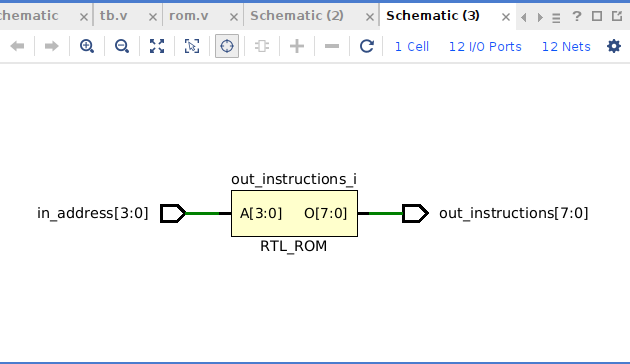 chematic
tb.v
rom.v
Schematic (2)
Schematic (3)
1 Cell
12 I/O Ports
12 Nets
out_instructions_i
in_address[3:0]
A[3:0]
O[7:0]
out_instructions[7:0]
RTL_ROM